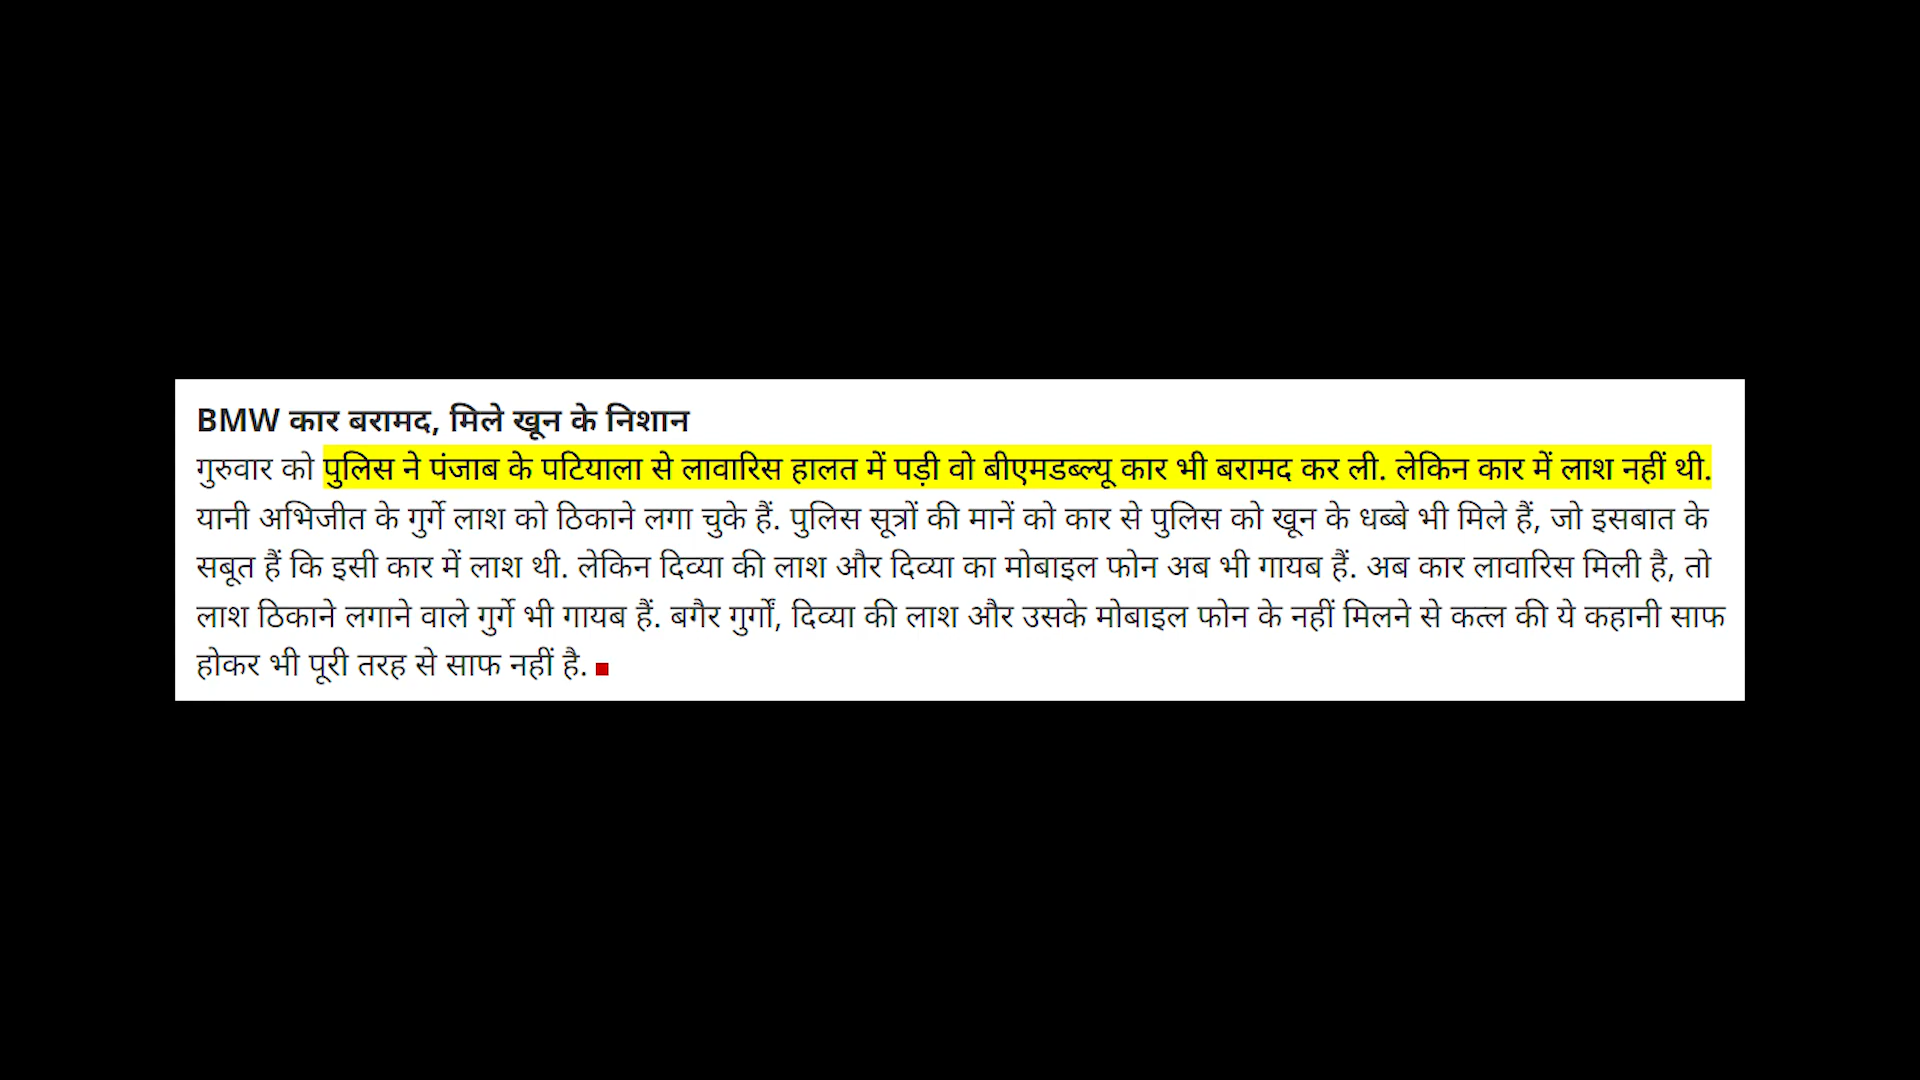 BMW कार बरामद, मिले खून के निशान
गुरुवार को पुलिस ने पंजाब के पटियाला से लावारिस हालत में पड़ी वो बीएमडब्ल्यू कार भी बरामद कर ली. लेकिन कार में लाश नहीं थी.
यानी अभिजीत के गुर्गे लाश को ठिकाने लगा चुके हैं. पुलिस सूत्रों की मानें को कार से पुलिस को खून के धब्बे भी मिले हैं, जो इसबात के
सबूत हैं कि इसी कार में लाश थी. लेकिन दिव्या की लाश और दिव्या का मोबाइल फोन अब भी गायब हैं. अब कार लावारिस मिली है, तो
लाश ठिकाने लगाने वाले गुर्गे भी गायब हैं. बगैर गुर्गों, दिव्या की लाश और उसके मोबाइल फोन के नहीं मिलने से कत्ल की ये कहानी साफ
होकर भी पूरी तरह से साफ नहीं है.